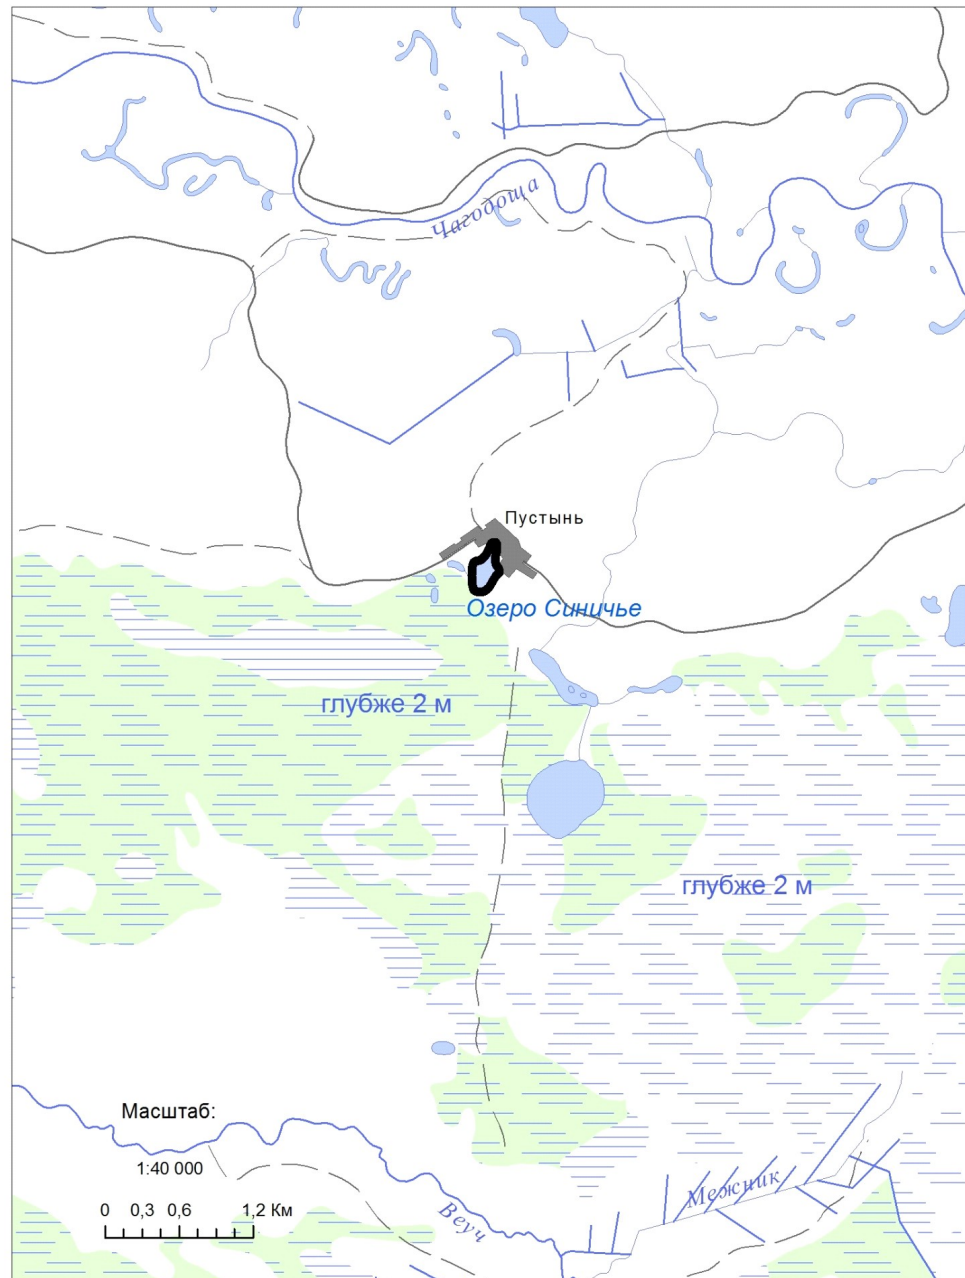 Чагодоща
Пустынь
Озеро Синичье
глубже 2 м
глубже 2 м
Масштаб:
1:40 000
0 0,3 0,6 1,2 Км
Веуч
Межник